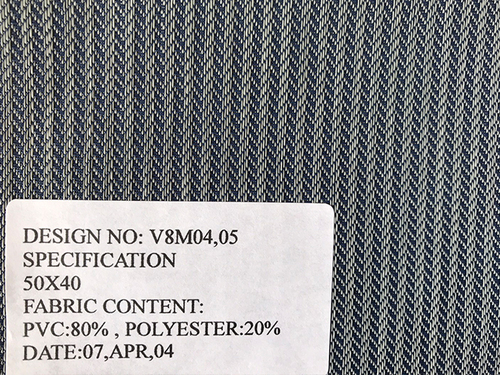 DESIGN NO: V8M04,05
SPECIFICATION
50X40
FABRIC CONTENT:
PVC:80% , POLYESTER:20%
DATE:07,APR,04